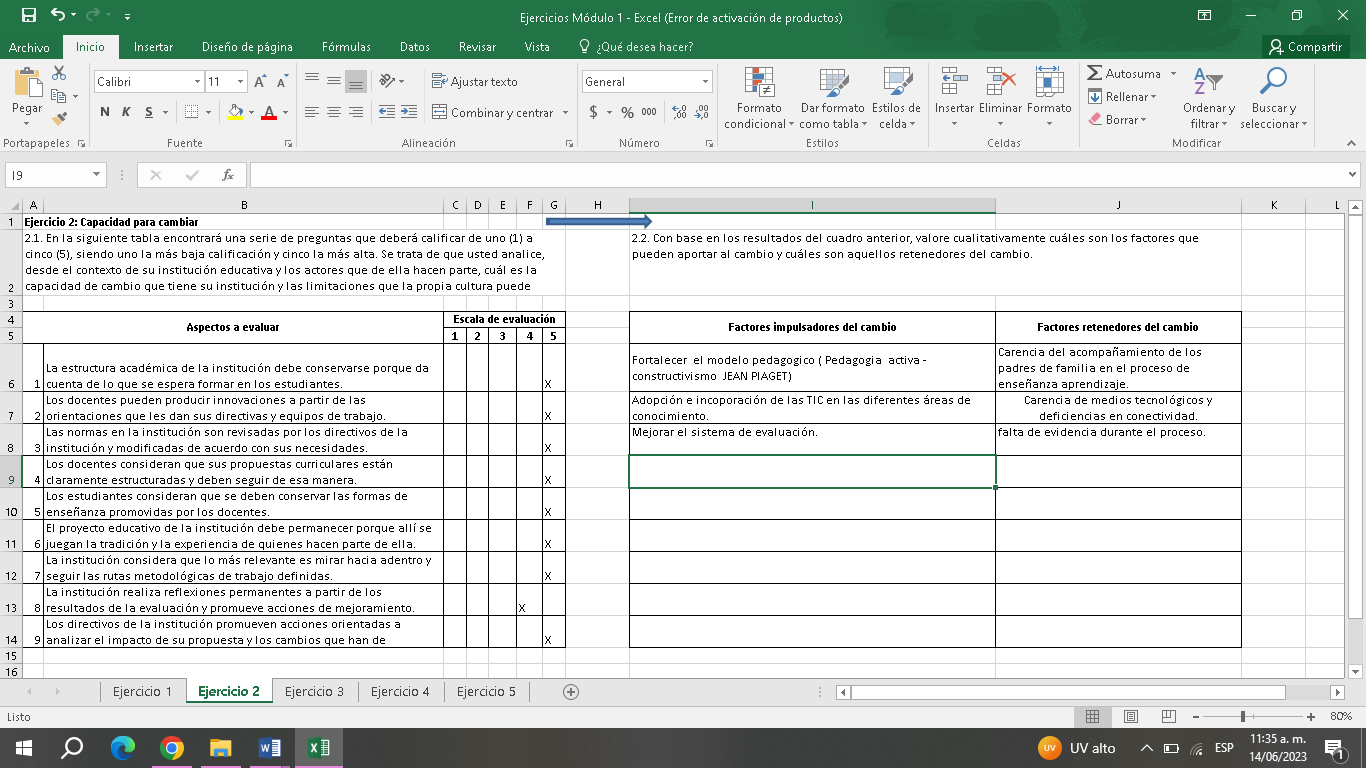 Ejercicios Módulo 1 - Excel (Error de activación de productos)
Archivo Inicio Insertar Diseño de página Fórmulas Datos Revisar Vista ¿Qué desea hacer? Compartir
Pegar
Calibri 11
N K S
Ajustar texto
Combinar y centrar
General
$ % 000
Formato condicional
Dar formato como tabla
Estilos de celda
Insertar Eliminar Formato
Autosuma
Rellenar
Borrar
Ordenar y filtrar
Buscar y seleccionar
Portapapeles Fuente Alineación Número Estilos Celdas Modificar
I9 fx
A B C D E F G H I J K L
1 Ejercicio 2: Capacidad para cambiar
2.1. En la siguiente tabla encontrará una serie de preguntas que deberá calificar de uno (1) a
cinco (5), siendo uno la más baja calificación y cinco la más alta. Se trata de que usted analice,
desde el contexto de su institución educativa y los actores que de ella hacen parte, cuál es la
2 capacidad de cambio que tiene su institución y las limitaciones que la propia cultura puede
2.2. Con base en los resultados del cuadro anterior, valore cualitativamente cuáles son los factores que
pueden aportar al cambio y cuáles son aquellos retenedores del cambio.
3
4 Aspectos a evaluar Escala de evaluación
5 1 2 3 4 5
Factores impulsadores del cambio Factores retenedores del cambio
La estructura académica de la institución debe conservarse porque da
6 1 cuenta de lo que se espera formar en los estudiantes. X
Fortalecer el modelo pedagogico ( Pedagogia activa -
constructivismo JEAN PIAGET)
Carencia del acompañamiento de los
padres de familia en el proceso de
enseñanza aprendizaje.
Los docentes pueden producir innovaciones a partir de las
7 2 orientaciones que les dan sus directivas y equipos de trabajo. X
Adopción e incoporación de las TIC en las diferentes áreas de
conocimiento.
Carencia de medios tecnológicos y
deficiencias en conectividad.
Las normas en la institución son revisadas por los directivos de la
8 3 institución y modificadas de acuerdo con sus necesidades. X
Mejorar el sistema de evaluación.
falta de evidencia durante el proceso.
Los docentes consideran que sus propuestas curriculares están
9 4 claramente estructuradas y deben seguir de esa manera. X
Los estudiantes consideran que se deben conservar las formas de
10 5 enseñanza promovidas por los docentes. X
El proyecto educativo de la institución debe permanecer porque allí se
11 6 juegan la tradición y la experiencia de quienes hacen parte de ella. X
La institución considera que lo más relevante es mirar hacia adentro y
12 7 seguir las rutas metodológicas de trabajo definidas. X
La institución realiza reflexiones permanentes a partir de los
13 8 resultados de la evaluación y promueve acciones de mejoramiento. X
Los directivos de la institución promueven acciones orientadas a
14 9 analizar el impacto de su propuesta y los cambios que han de X
15
16
Ejercicio 1 Ejercicio 2 Ejercicio 3 Ejercicio 4 Ejercicio 5
Listo 80%
UV UV alto ESP
11:35 a. m.
14/06/2023
1